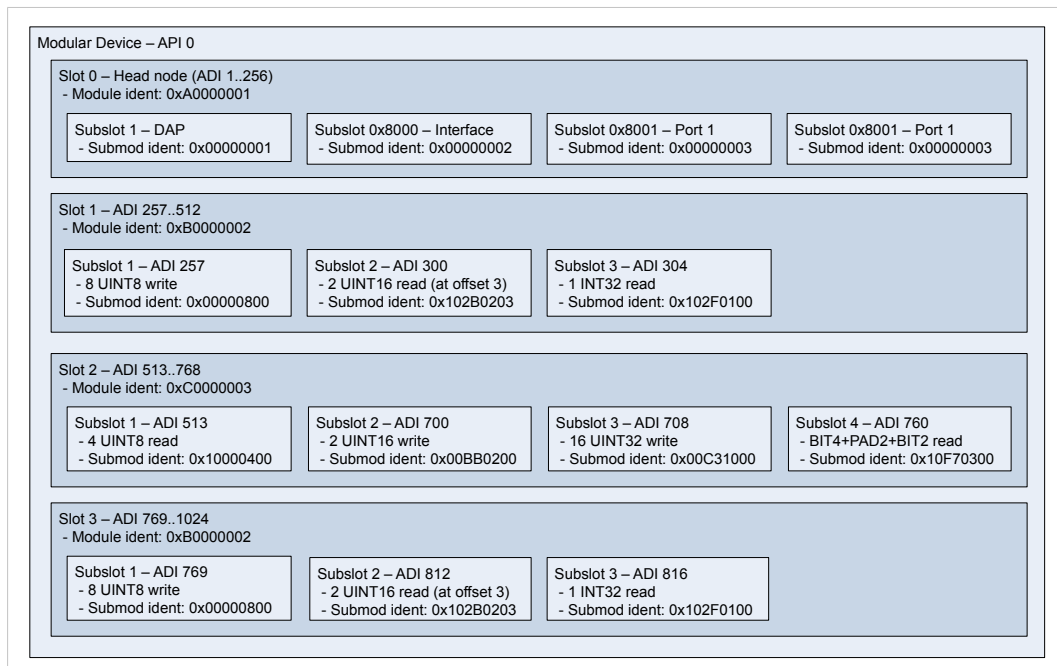 Modular Device – API 0
Slot 0 – Head node (ADI 1..256)
- Module ident: 0xA0000001
Subslot 1 – DAP
- Submod ident: 0x00000001
Subslot 0x8000 – Interface
- Submod ident: 0x00000002
Subslot 0x8001 – Port 1
- Submod ident: 0x00000003
Subslot 0x8001 – Port 1
- Submod ident: 0x00000003
Slot 1 – ADI 257..512
- Module ident: 0xB0000002
Subslot 1 – ADI 257
- 8 UINT8 write
- Submod ident: 0x00000800
Subslot 2 – ADI 300
- 2 UINT16 read (at offset 3)
- Submod ident: 0x102B0203
Subslot 3 – ADI 304
- 1 INT32 read
- Submod ident: 0x102F0100
Slot 2 – ADI 513..768
- Module ident: 0xC0000003
Subslot 1 – ADI 513
- 4 UINT8 read
- Submod ident: 0x10000400
Subslot 2 – ADI 700
- 2 UINT16 write
- Submod ident: 0x00BB0200
Subslot 3 – ADI 708
- 16 UINT32 write
- Submod ident: 0x00C31000
Subslot 4 – ADI 760
- BIT4+PAD2+BIT2 read
- Submod ident: 0x10F70300
Slot 3 – ADI 769..1024
- Module ident: 0xB0000002
Subslot 1 – ADI 769
- 8 UINT8 write
- Submod ident: 0x00000800
Subslot 2 – ADI 812
- 2 UINT16 read (at offset 3)
- Submod ident: 0x102B0203
Subslot 3 – ADI 816
- 1 INT32 read
- Submod ident: 0x102F0100